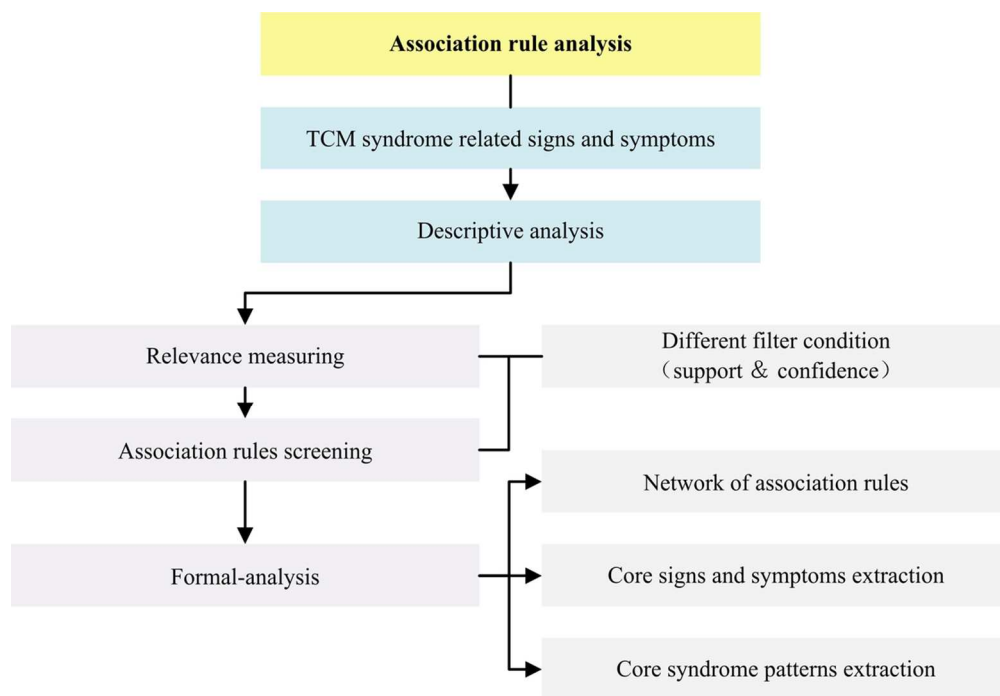 Association rule analysis
TCM syndrome related signs and symptoms
Descriptive analysis
Relevance measuring
Different filter condition
（support & confidence）
Association rules screening
Network of association rules
Formal-analysis
Core signs and symptoms extraction
Core syndrome patterns extraction